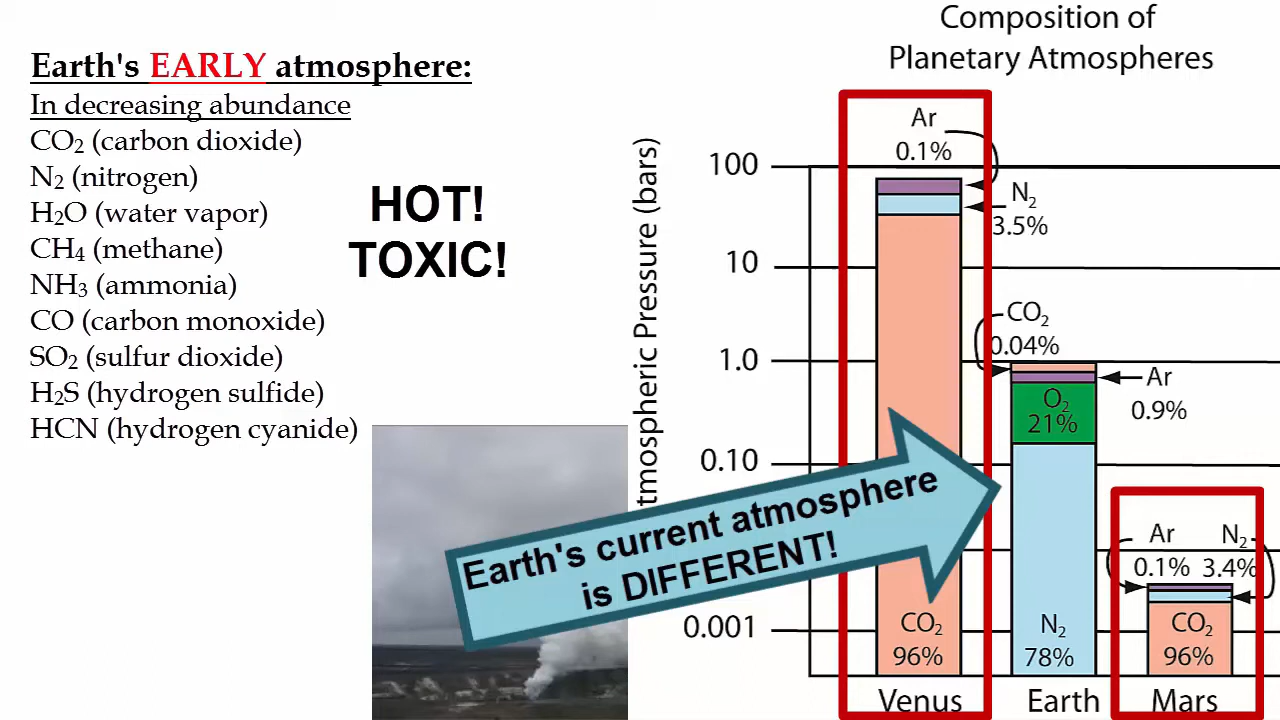 Earth's EARLY atmosphere:
In decreasing abundance
CO₂ (carbon dioxide)
N₂ (nitrogen)
H₂O (water vapor)
CH₄ (methane)
NH₃ (ammonia)
CO (carbon monoxide)
SO₂ (sulfur dioxide)
H₂S (hydrogen sulfide)
HCN (hydrogen cyanide)
HOT!
TOXIC!
Earth's current atmosphere
is DIFFERENT!
Composition of
Planetary Atmospheres
tmospheric Pressure (bars)
100
10
1.0
0.10
0.001
Ar
0.1%
N₂
3.5%
CO₂
96%
Venus
CO₂
0.04%
Ar
0.9%
O₂
21%
N₂
78%
Earth
Ar N₂
0.1% 3.4%
CO₂
96%
Mars